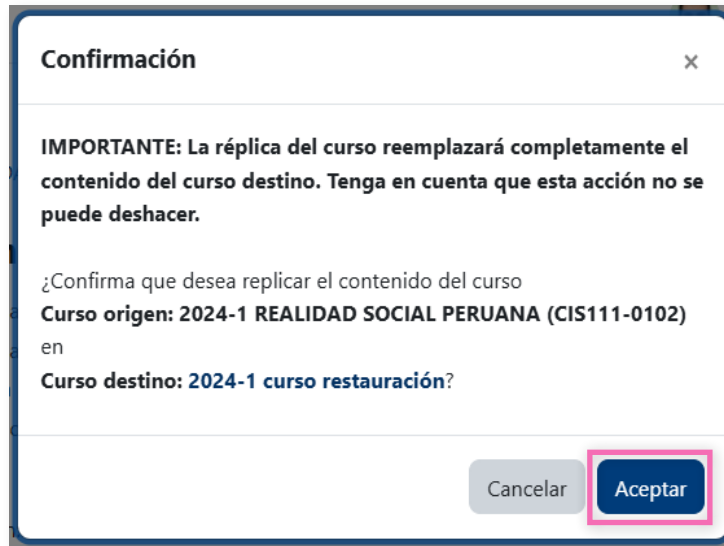 Confirmación
×
IMPORTANTE: La réplica del curso reemplazará completamente el
contenido del curso destino. Tenga en cuenta que esta acción no se
puede deshacer.
¿Confirma que desea replicar el contenido del curso
Curso origen: 2024-1 REALIDAD SOCIAL PERUANA (CIS111-0102)
en
Curso destino: 2024-1 curso restauración?
Cancelar Aceptar